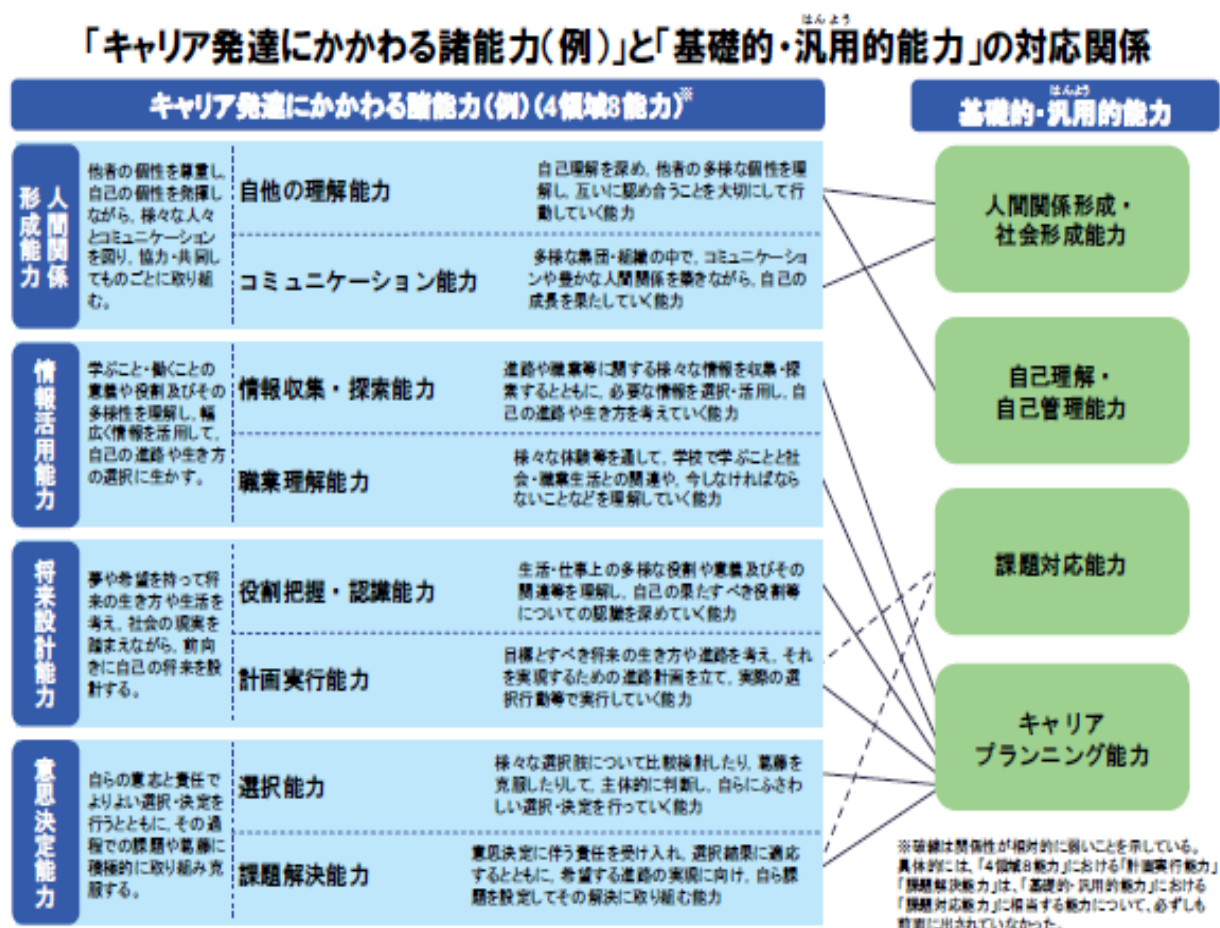 はんよう
「キャリア発達にかかわる諸能力(例)」と「基礎的・汎用的能力」の対応関係
キャリア発達にかかわる諸能力(例)(4領域8能力)※
人間関係
形成能力
他者の個性を尊重し,
自己の個性を発揮し
ながら, 様々な人々
とコミュニケーション
を図り, 協力・共同し
てものごとに取り組
む。
自他の理解能力
自己理解を深め, 他者の多様な個性を理
解し, 互いに認め合うことを大切にして行
動していく能力
コミュニケーション能力
多様な集団・組織の中で, コミュニケーショ
ンや豊かな人間関係を築きながら, 自己の
成長を果たしていく能力
情報活用能力
学ぶこと・働くことの
意義や役割及びその
多様性を理解し, 幅
広く情報を活用して,
自己の進路や生き方
の選択に生かす。
情報収集・探索能力
進路や職業等に関する様々な情報を収集・探
索するとともに, 必要な情報を選択・活用し, 自
己の進路や生き方を考えていく能力
職業理解能力
様々な体験等を通して, 学校で学ぶことと社
会・職業生活との関連や, 今しなければなら
ないことなどを理解していく能力
将来設計能力
夢や希望を持って将
来の生き方や生活を
考え, 社会の現実を
踏まえながら, 前向
きに自己の将来を設
計する。
役割把握・認識能力
生活・仕事上の多様な役割や意義及びその
関連等を理解し, 自己の果たすべき役割等
についての認識を深めていく能力
計画実行能力
目標とすべき将来の生き方や進路を考え, それ
を実現するための進路計画を立て, 実際の選
択行動等で実行していく能力
意思決定能力
自らの意志と責任で
よりよい選択・決定を
行うとともに, その過
程での課題や葛藤に
積極的に取り組み克
服する。
選択能力
様々な選択肢について比較検討したり, 葛藤を
克服したりして, 主体的に判断し, 自らにふさわ
しい選択・決定を行っていく能力
課題解決能力
意思決定に伴う責任を受け入れ, 選択結果に適応
するとともに, 希望する進路の実現に向け, 自ら課
題を設定してその解決に取り組む能力
はんよう
基礎的・汎用的能力
人間関係形成・
社会形成能力
自己理解・
自己管理能力
課題対応能力
キャリア
プランニング能力
※破線は関係性が相対的に弱いことを示している。
具体的には, 「4領域8能力」における「計画実行能力」
「課題解決能力」は, 「基礎的・汎用的能力」における
「課題対応能力」に相当する能力について, 必ずしも
前面に出されていなかった。